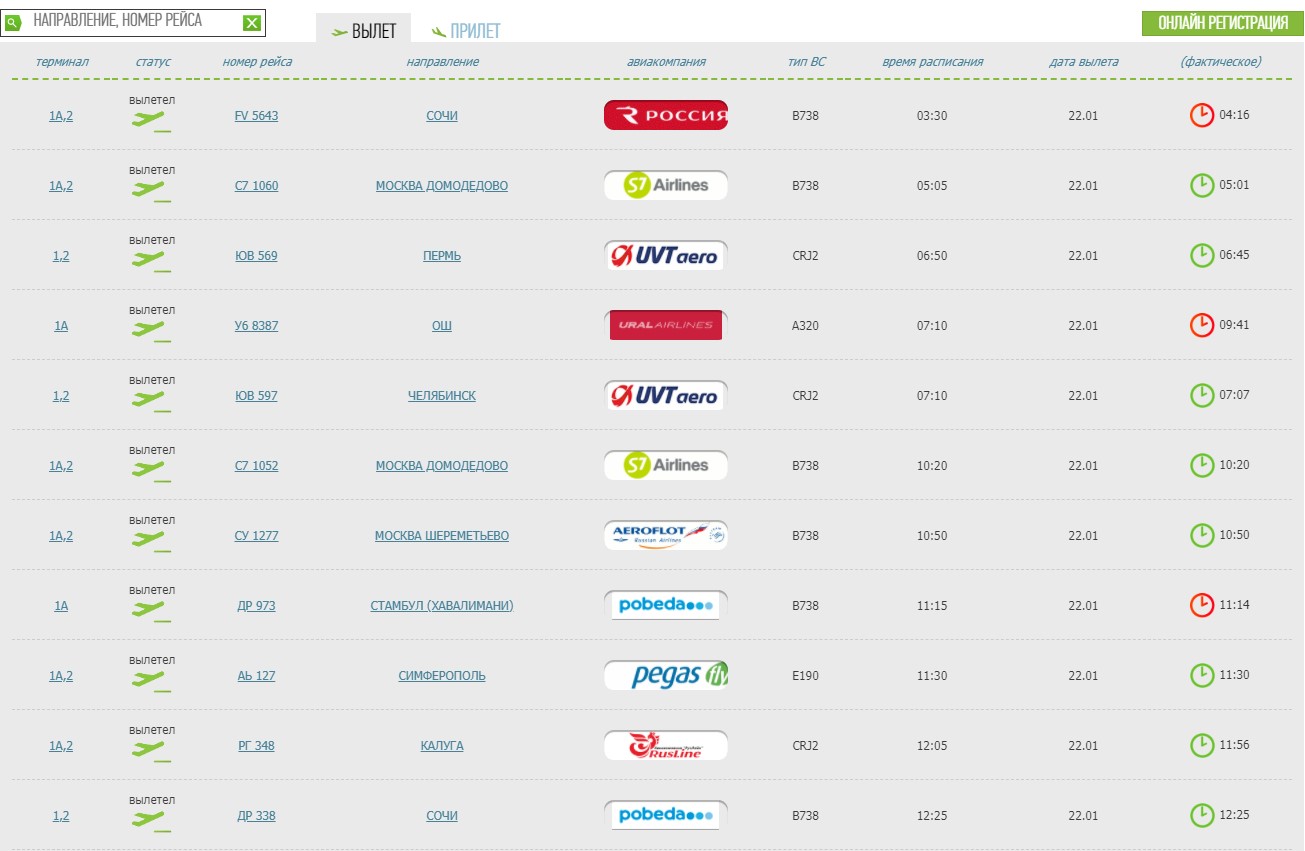 НАПРАВЛЕНИЕ, НОМЕР РЕЙСА ВЫЛЕТ ПРИЛЕТ ОНЛАЙН РЕГИСТРАЦИЯ
терминал статус номер рейса направление авиакомпания тип ВС время расписания дата вылета (фактическое)
вылетел
1А,2 FV 5643 СОЧИ РОССИЯ B738 03:30 22.01 04:16
вылетел
1А,2 С7 1060 МОСКВА ДОМОДЕДОВО S7 Airlines B738 05:05 22.01 05:01
вылетел
1,2 ЮВ 569 ПЕРМЬ UVTaero CRJ2 06:50 22.01 06:45
вылетел
1А У6 8387 ОШ URAL AIRLINES A320 07:10 22.01 09:41
вылетел
1,2 ЮВ 597 ЧЕЛЯБИНСК UVTaero CRJ2 07:10 22.01 07:07
вылетел
1А,2 С7 1052 МОСКВА ДОМОДЕДОВО S7 Airlines B738 10:20 22.01 10:20
вылетел
1А,2 СУ 1277 МОСКВА ШЕРЕМЕТЬЕВО AEROFLOT Russian Airlines B738 10:50 22.01 10:50
вылетел
1А ДР 973 СТАМБУЛ (ХАВАЛИМАНИ) pobeda B738 11:15 22.01 11:14
вылетел
1А,2 АЬ 127 СИМФЕРОПОЛЬ pegas fly E190 11:30 22.01 11:30
вылетел
1А,2 РГ 348 КАЛУГА RusLine CRJ2 12:05 22.01 11:56
вылетел
1,2 ДР 338 СОЧИ pobeda B738 12:25 22.01 12:25